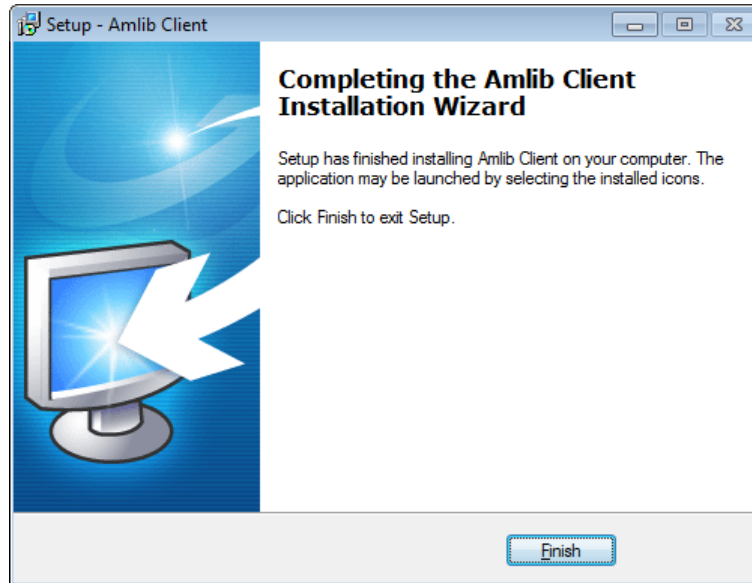 Setup - Amlib Client
Completing the Amlib Client
Installation Wizard
Setup has finished installing Amlib Client on your computer. The
application may be launched by selecting the installed icons.
Click Finish to exit Setup.
Finish